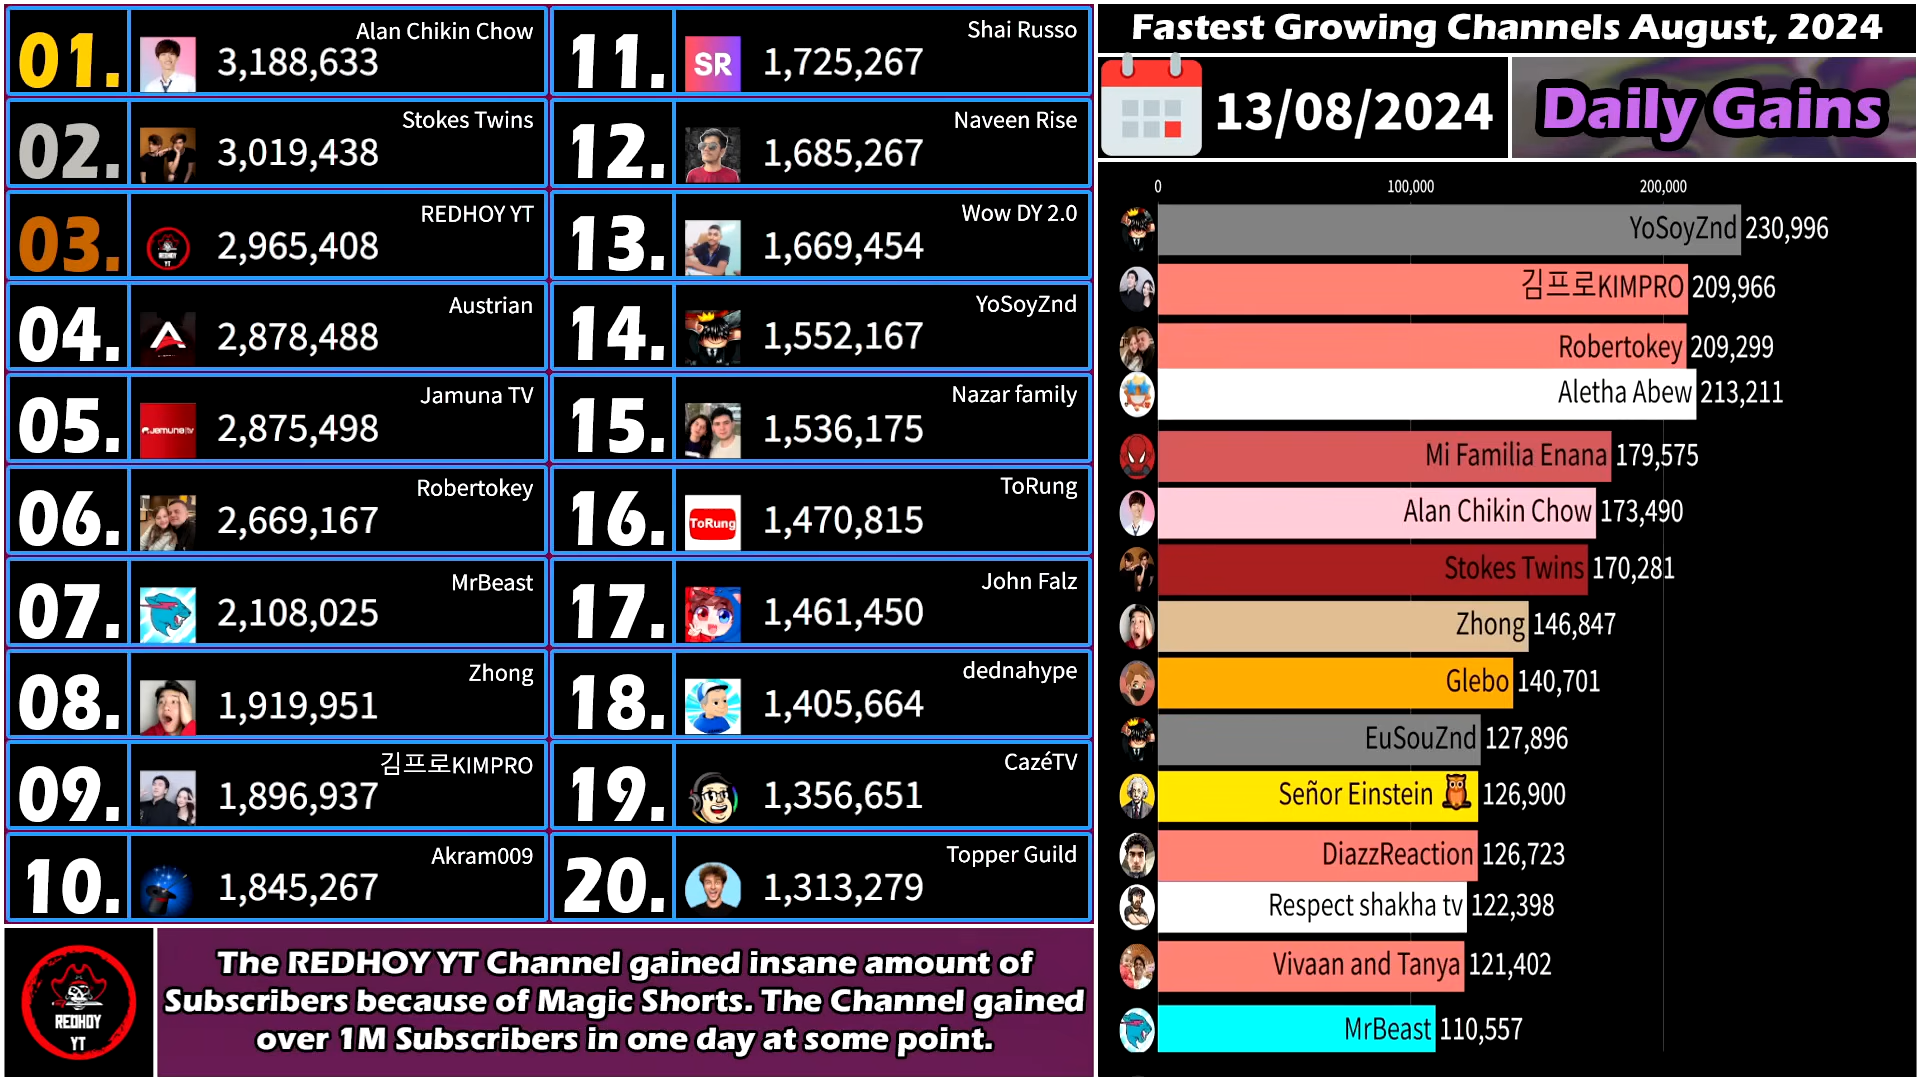 01.
Alan Chikin Chow
3,188,633
02.
Stokes Twins
3,019,438
03.
REDHOY YT
REDHOY
YT
2,965,408
04.
Austrian
2,878,488
05.
Jamuna TV
Jamuna tv
2,875,498
06.
Robertokey
2,669,167
07.
MrBeast
2,108,025
08.
Zhong
1,919,951
09.
김프로KIMPRO
1,896,937
10.
Akram009
1,845,267
11.
Shai Russo
SR
1,725,267
12.
Naveen Rise
1,685,267
13.
Wow DY 2.0
1,669,454
14.
YoSoyZnd
1,552,167
15.
Nazar family
1,536,175
16.
ToRung
ToRung
1,470,815
17.
John Falz
1,461,450
18.
dednahype
1,405,664
19.
CazéTV
1,356,651
20.
Topper Guild
1,313,279
REDHOY
YT
The REDHOY YT Channel gained insane amount of
Subscribers because of Magic Shorts. The Channel gained
over 1M Subscribers in one day at some point.
Fastest Growing Channels August, 2024
13/08/2024
Daily Gains
0 100,000 200,000
YoSoyZnd 230,996
김프로KIMPRO 209,966
Robertokey 209,299
Aletha Abew 213,211
Mi Familia Enana 179,575
Alan Chikin Chow 173,490
Stokes Twins 170,281
Zhong 146,847
Glebo 140,701
EuSouZnd 127,896
Señor Einstein 🦉 126,900
DiazzReaction 126,723
Respect shakha tv 122,398
Vivaan and Tanya 121,402
MrBeast 110,557